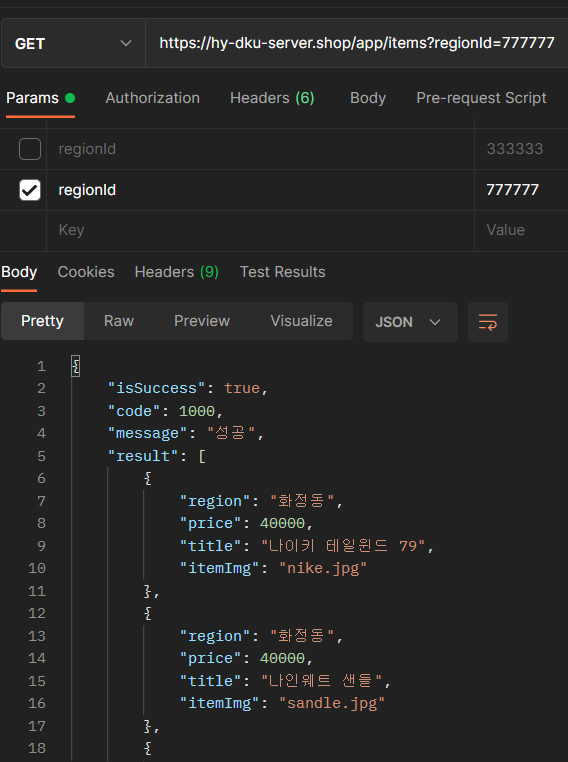 GET https://hy-dku-server.shop/app/items?regionId=777777
Params Authorization Headers (6) Body Pre-request Script
regionId 333333
regionId 777777
Key Value
Body Cookies Headers (9) Test Results
Pretty Raw Preview Visualize JSON
1 {
2 "isSuccess": true,
3 "code": 1000,
4 "message": "성공",
5 "result": [
6 {
7 "region": "화정동",
8 "price": 40000,
9 "title": "나이키 테일윈드 79",
10 "itemImg": "nike.jpg"
11 },
12 {
13 "region": "화정동",
14 "price": 40000,
15 "title": "나인웨트 샌들",
16 "itemImg": "sandle.jpg"
17 },
18 {